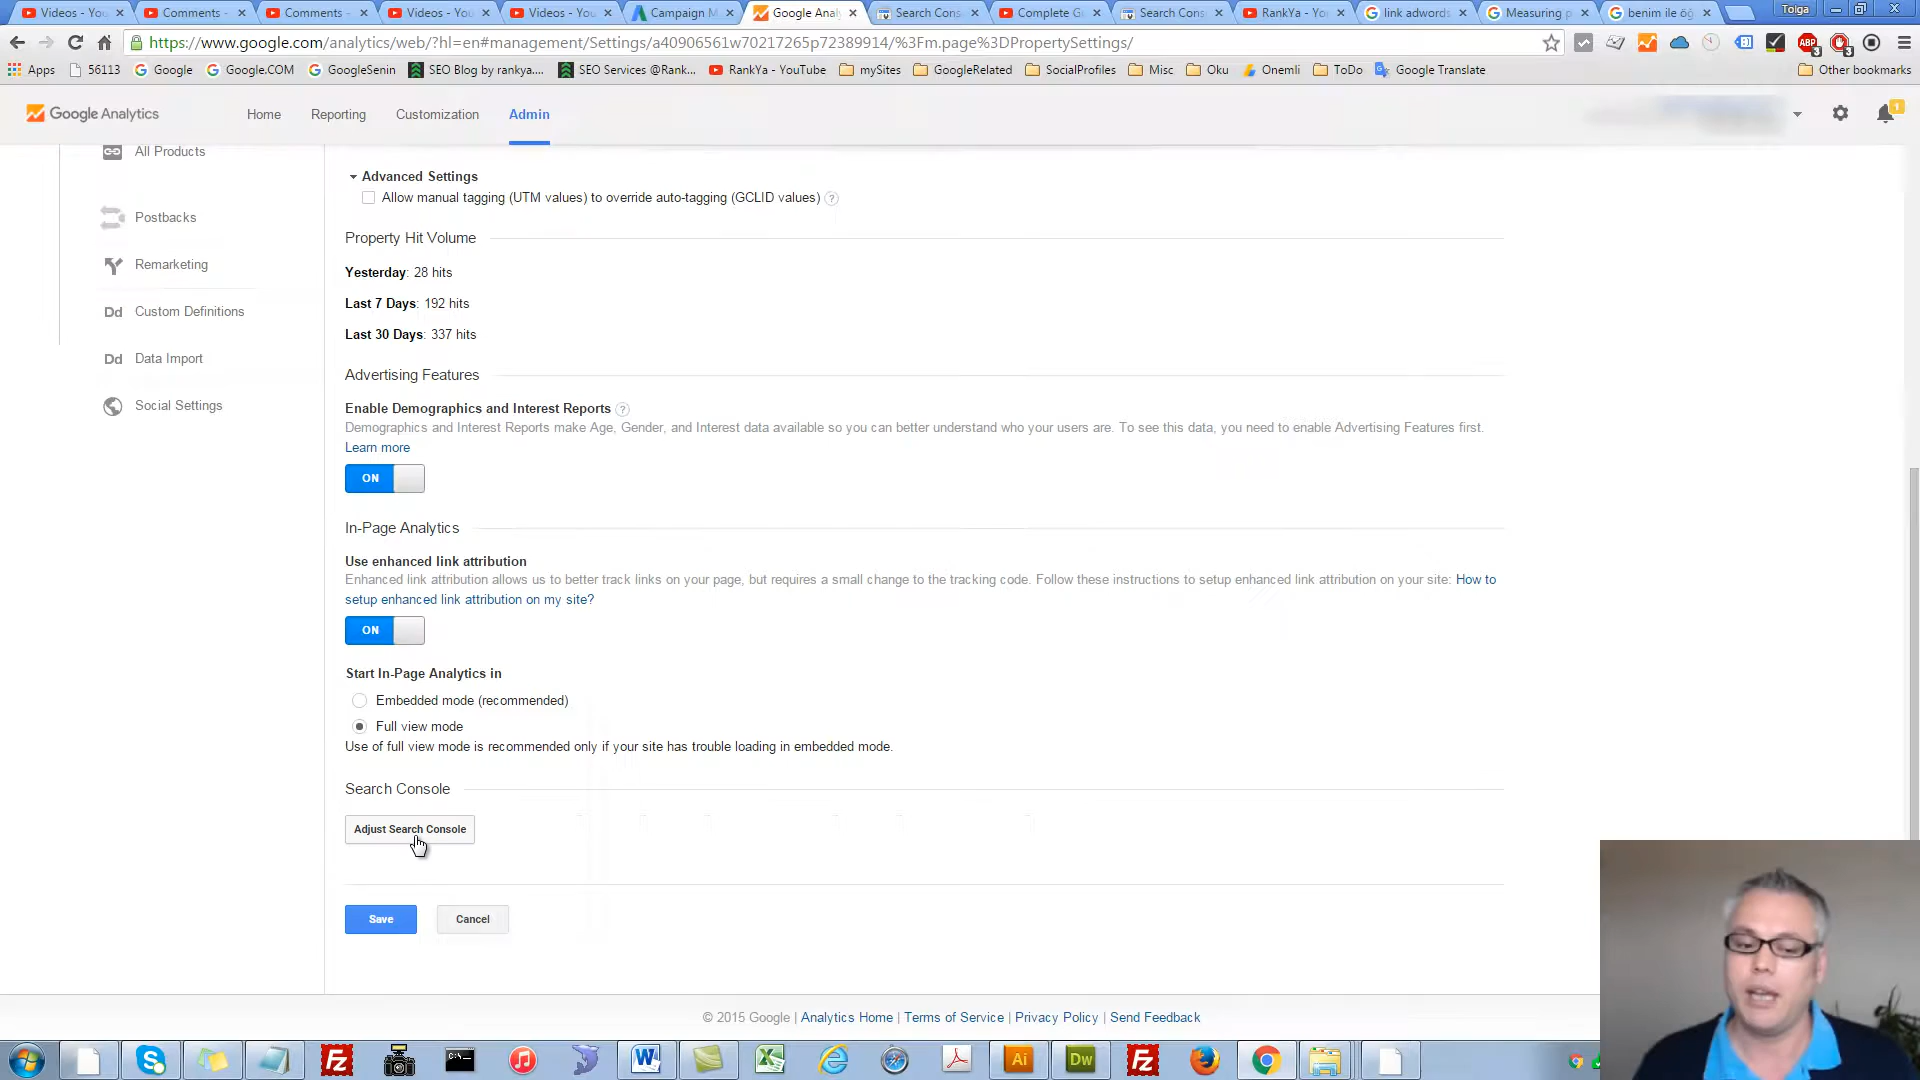 Videos - You
Comments -
Comments -
Videos - You
Videos - You
Campaign M
Google Anal
Search Cons
Complete G
Search Cons
RankYa - Yo
link adwords
Measuring p
benim ile öğ
Tolga
https://www.google.com/analytics/web/?hl=en#management/Settings/a40906561w70217265p72389914/%3Fm.page%3DPropertySettings/
Apps
56113
Google
Google.COM
GoogleSenin
SEO Blog by rankya....
SEO Services @Rank...
RankYa - YouTube
mySites
GoogleRelated
SocialProfiles
Misc
Oku
Onemli
ToDo
Google Translate
Other bookmarks
Google Analytics
Home
Reporting
Customization
Admin
1
All Products
Postbacks
Remarketing
Dd Custom Definitions
Dd Data Import
Social Settings
Advanced Settings
Allow manual tagging (UTM values) to override auto-tagging (GCLID values) ?
Property Hit Volume
Yesterday: 28 hits
Last 7 Days: 192 hits
Last 30 Days: 337 hits
Advertising Features
Enable Demographics and Interest Reports ?
Demographics and Interest Reports make Age, Gender, and Interest data available so you can better understand who your users are. To see this data, you need to enable Advertising Features first.
Learn more
ON
In-Page Analytics
Use enhanced link attribution
Enhanced link attribution allows us to better track links on your page, but requires a small change to the tracking code. Follow these instructions to setup enhanced link attribution on your site: How to
setup enhanced link attribution on my site?
ON
Start In-Page Analytics in
Embedded mode (recommended)
Full view mode
Use of full view mode is recommended only if your site has trouble loading in embedded mode.
Search Console
Adjust Search Console
Save
Cancel
© 2015 Google | Analytics Home | Terms of Service | Privacy Policy | Send Feedback